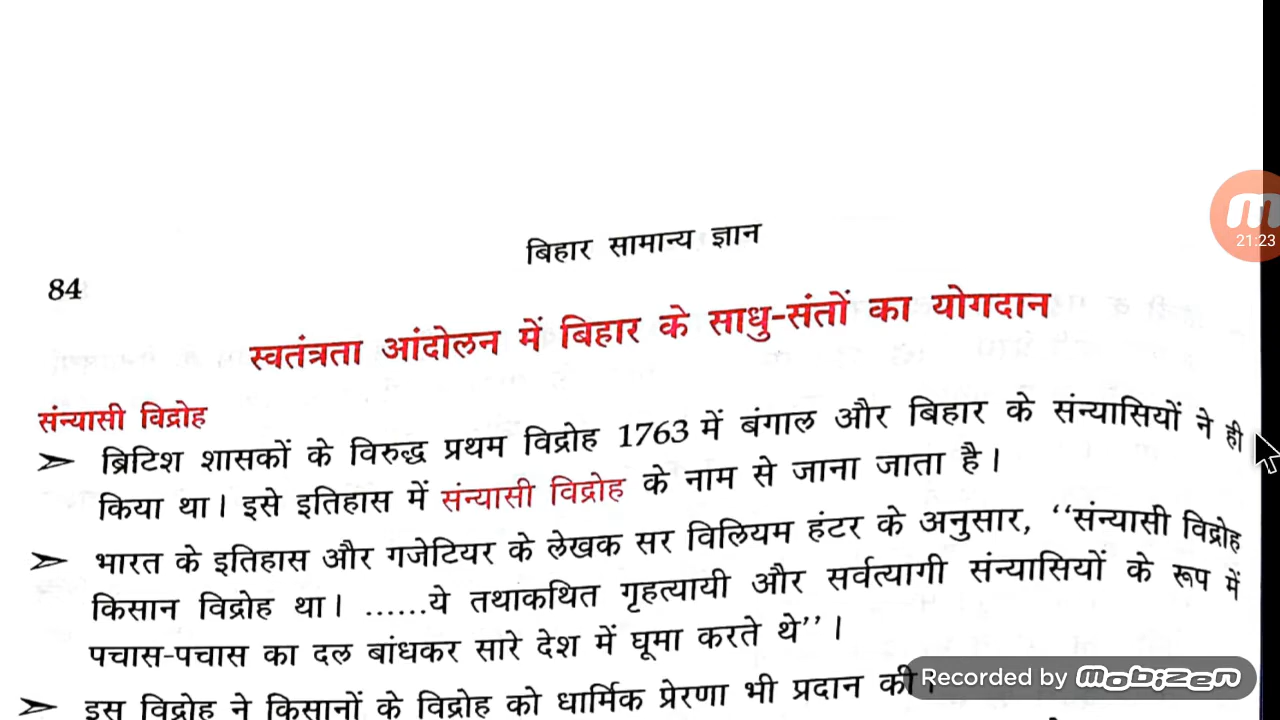 बिहार सामान्य ज्ञान
84
स्वतंत्रता आंदोलन में बिहार के साधु-संतों का योगदान
संन्यासी विद्रोह
➢ ब्रिटिश शासकों के विरुद्ध प्रथम विद्रोह 1763 में बंगाल और बिहार के संन्यासियों ने ही
किया था। इसे इतिहास में संन्यासी विद्रोह के नाम से जाना जाता है।
➢ भारत के इतिहास और गजेटियर के लेखक सर विलियम हंटर के अनुसार, ‘‘संन्यासी विद्रोह
किसान विद्रोह था। ......ये तथाकथित गृहत्यायी और सर्वत्यागी संन्यासियों के रूप में
पचास-पचास का दल बांधकर सारे देश में घूमा करते थे’’।
➢ इस विद्रोह ने किसानों के विद्रोह को धार्मिक प्रेरणा भी प्रदान की।
21:23
Recorded by mobizen